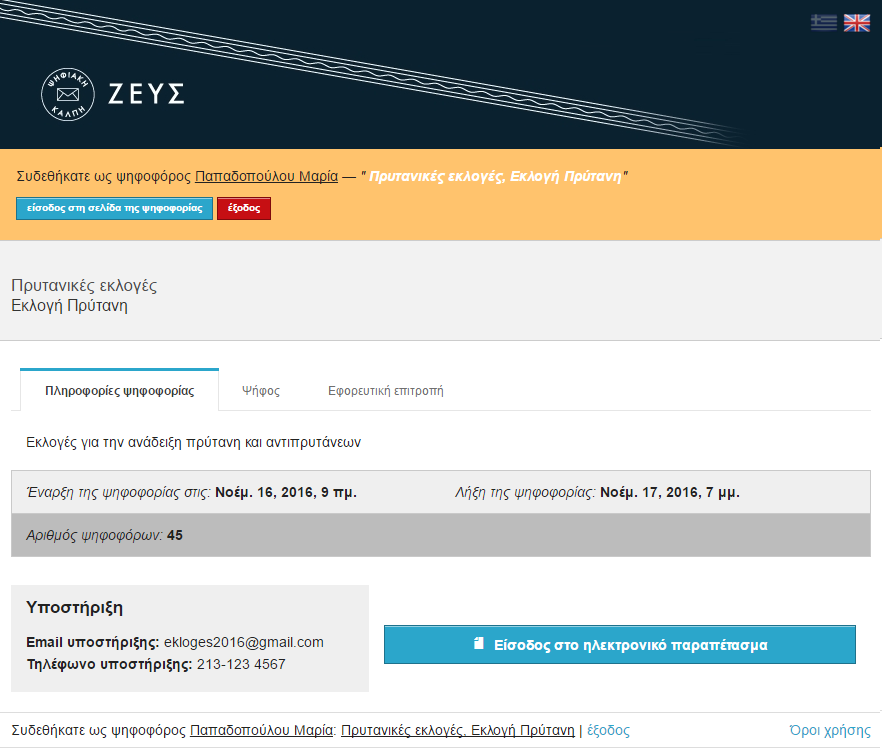 ΨΗΦΙΑΚΗ
ΚΑΛΠΗ
ΖΕΥΣ
Συδεθήκατε ως ψηφοφόρος Παπαδοπούλου Μαρία — " Πρυτανικές εκλογές, Εκλογή Πρύτανη"
είσοδος στη σελίδα της ψηφοφορίας έξοδος
Πρυτανικές εκλογές
Εκλογή Πρύτανη
Πληροφορίες ψηφοφορίας Ψήφος Εφορευτική επιτροπή
Εκλογές για την ανάδειξη πρύτανη και αντιπρυτάνεων
Έναρξη της ψηφοφορίας στις: Νοέμ. 16, 2016, 9 πμ. Λήξη της ψηφοφορίας: Νοέμ. 17, 2016, 7 μμ.
Αριθμός ψηφοφόρων: 45
Υποστήριξη
Email υποστήριξης: ekloges2016@gmail.com
Τηλέφωνο υποστήριξης: 213-123 4567
Είσοδος στο ηλεκτρονικό παραπέτασμα
Συδεθήκατε ως ψηφοφόρος Παπαδοπούλου Μαρία: Πρυτανικές εκλογές, Εκλογή Πρύτανη | έξοδος Όροι χρήσης